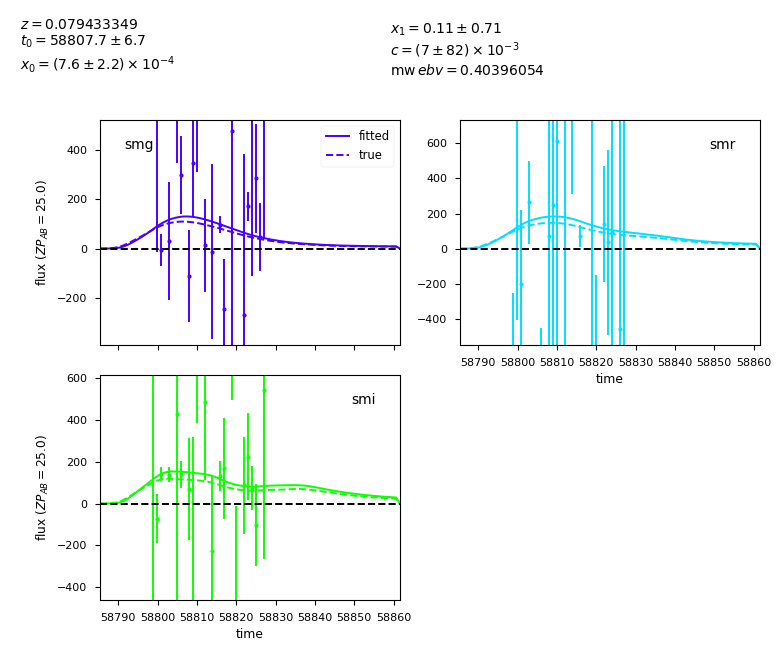 z = 0.079433349
t₀ = 58807.7 ± 6.7
x₀ = (7.6 ± 2.2) × 10⁻⁴
x₁ = 0.11 ± 0.71
c = (7 ± 82) × 10⁻³
mw ebv = 0.40396054
smg
fitted
true
400
200
0
−200
flux (ZP_AB = 25.0)
smr
600
400
200
0
−200
−400
58790 58800 58810 58820 58830 58840 58850 58860
time
smi
600
400
200
0
−200
−400
flux (ZP_AB = 25.0)
58790 58800 58810 58820 58830 58840 58850 58860
time